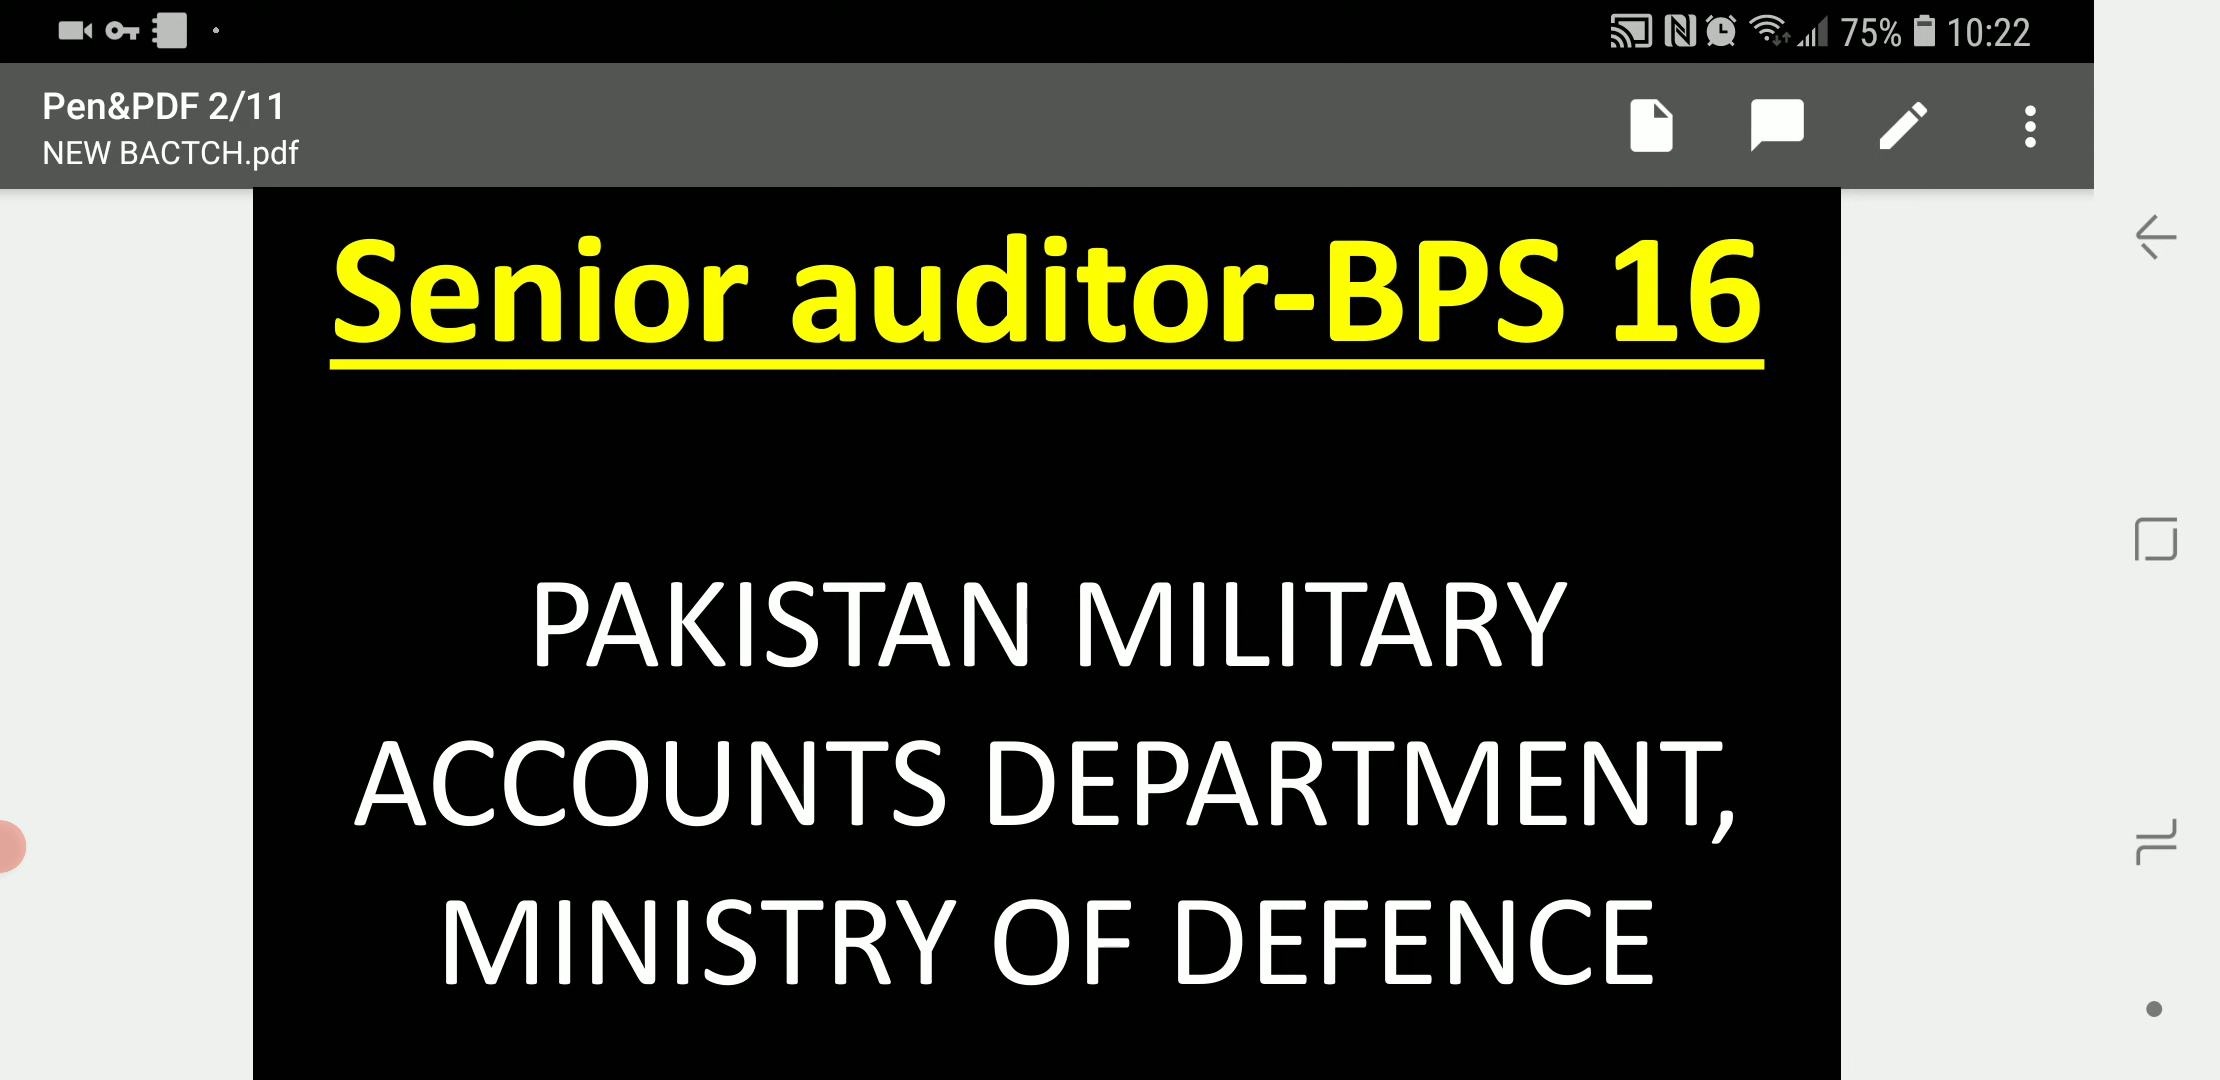 75% 10:22
Pen&PDF 2/11
NEW BACTCH.pdf
Senior auditor-BPS 16
PAKISTAN MILITARY
ACCOUNTS DEPARTMENT,
MINISTRY OF DEFENCE